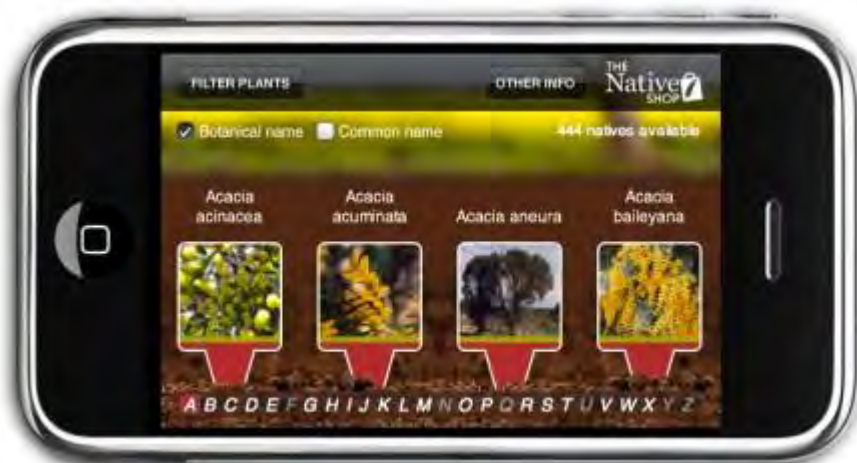 FILTER PLANTS
OTHER INFO
THE
Native
SHOP
Botanical name
Common name
444 natives available
Acacia
acinacea
Acacia
acuminata
Acacia aneura
Acacia
baileyana
A B C D E F G H I J K L M N O P Q R S T U V W X Y Z